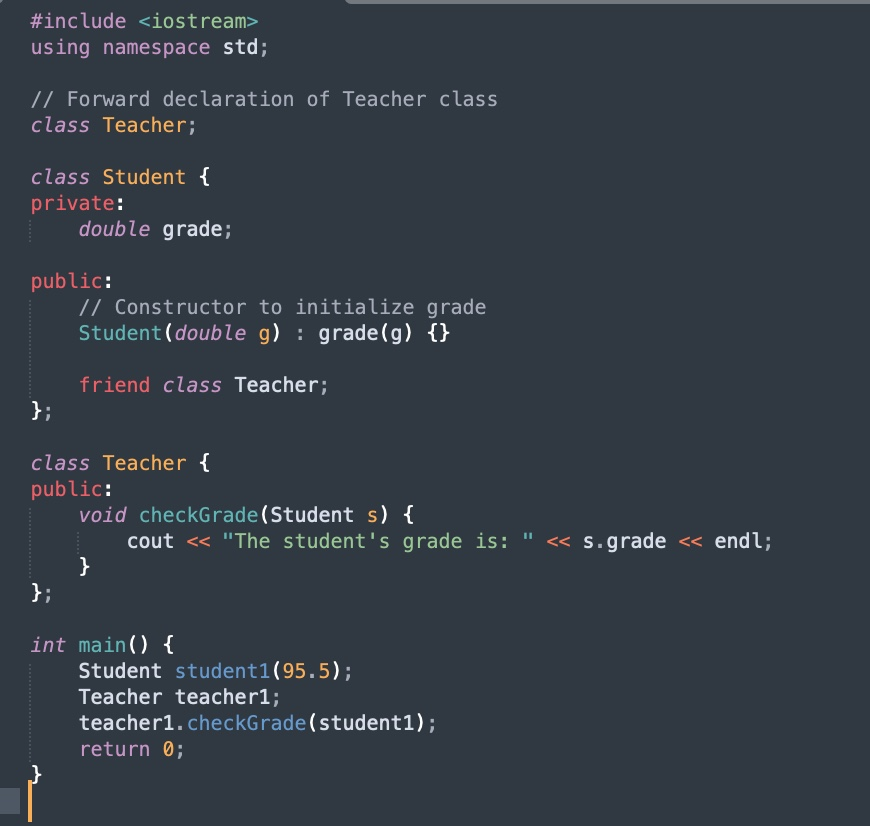 #include <iostream>
using namespace std;

// Forward declaration of Teacher class
class Teacher;

class Student {
private:
    double grade;

public:
    // Constructor to initialize grade
    Student(double g) : grade(g) {}

    friend class Teacher;
};

class Teacher {
public:
    void checkGrade(Student s) {
        cout << "The student's grade is: " << s.grade << endl;
    }
};

int main() {
    Student student1(95.5);
    Teacher teacher1;
    teacher1.checkGrade(student1);
    return 0;
}